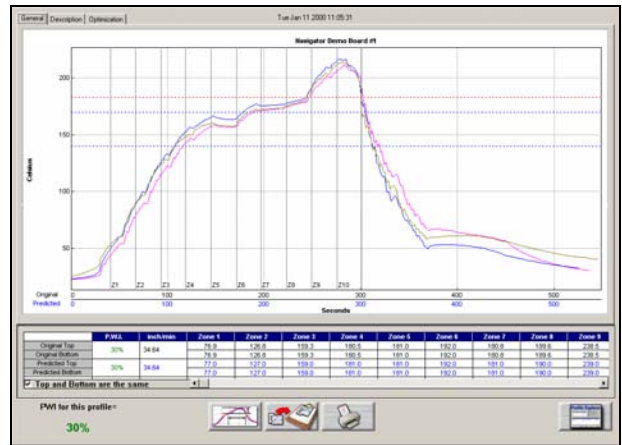 General Description Optimization
Tue Jan 11 2000 11:05:31
Navigator Demo Board #1
200
150
100
50
Celsius
Z1 Z2 Z3 Z4 Z5 Z6 Z7 Z8 Z9 Z10
Original 0 100 200 300 400 500
Predicted 0 100 200 300 400 500
Seconds
P.W.I. inch/min Zone 1 Zone 2 Zone 3 Zone 4 Zone 5 Zone 6 Zone 7 Zone 8 Zone 9
Original Top 30% 34.64 76.9 126.8 159.3 180.5 181.0 192.0 180.8 189.6 238.5
Original Bottom 76.9 126.8 159.3 180.5 181.0 192.0 180.8 189.6 238.5
Predicted Top 30% 34.64 77.0 127.0 159.0 181.0 181.0 192.0 181.0 190.0 239.0
Predicted Bottom 77.0 127.0 159.0 181.0 181.0 192.0 181.0 190.0 239.0
Top and Bottom are the same
PWI for this profile=
30%